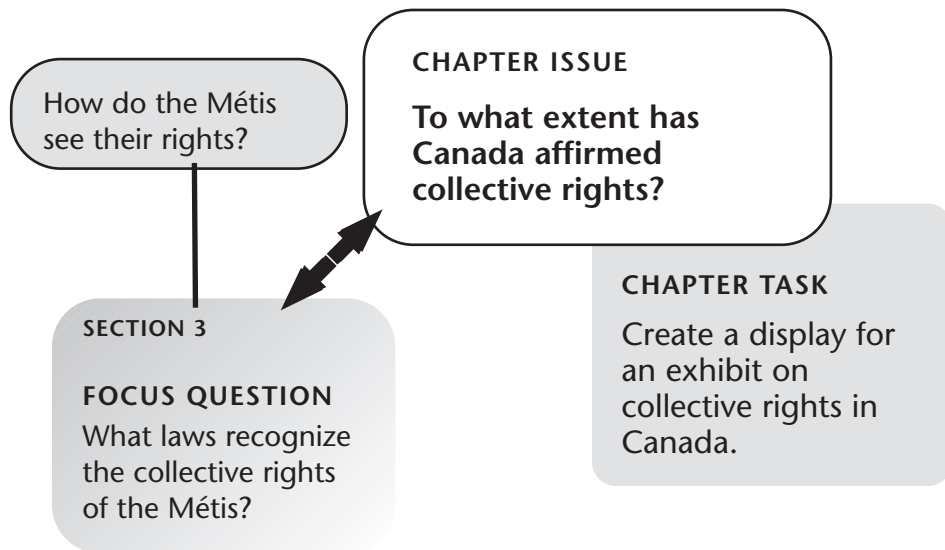 How do the Métis
see their rights?
CHAPTER ISSUE
To what extent has
Canada affirmed
collective rights?
CHAPTER TASK
Create a display for
an exhibit on
collective rights in
Canada.
SECTION 3
FOCUS QUESTION
What laws recognize
the collective rights
of the Métis?